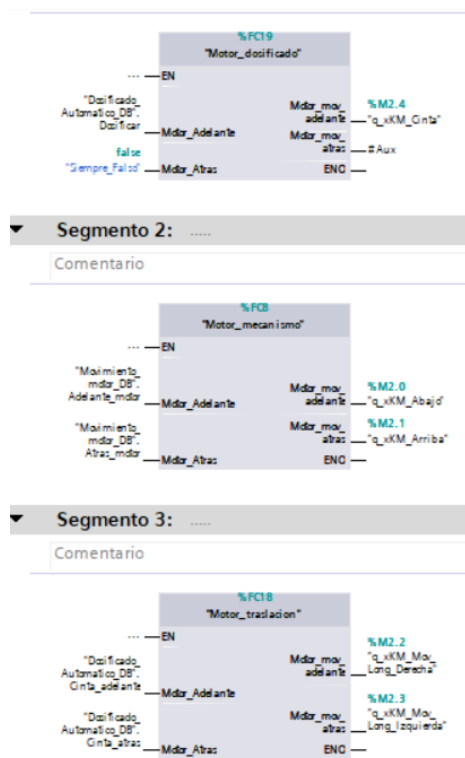 %FC19
"Motor_dosificado"
... EN
"Dosificado_
Automatico_DB".
Dosificar Motor_Adelante
false
"Siempre_Falso" Motor_Atras
Motor_mov_
adelante
%M2.4
"q_xKM_Cinta"
Motor_mov_
atras #Aux
ENO
Segmento 2: .....
Comentario
%FC8
"Motor_mecanismo"
... EN
"Movimiento_
motor_DB".
Adelante_motor Motor_Adelante
"Movimiento_
motor_DB".
Atras_motor Motor_Atras
Motor_mov_
adelante
%M2.0
"q_xKM_Abajo"
Motor_mov_
atras
%M2.1
"q_xKM_Arriba"
ENO
Segmento 3: .....
Comentario
%FC18
"Motor_traslacion"
... EN
"Dosificado_
Automatico_DB".
Cinta_adelante Motor_Adelante
"Dosificado_
Automatico_DB".
Cinta_atras Motor_Atras
Motor_mov_
adelante
%M2.2
"q_xKM_Mov_
Long_Derecha"
Motor_mov_
atras
%M2.3
"q_xKM_Mov_
Long_Izquierda"
ENO